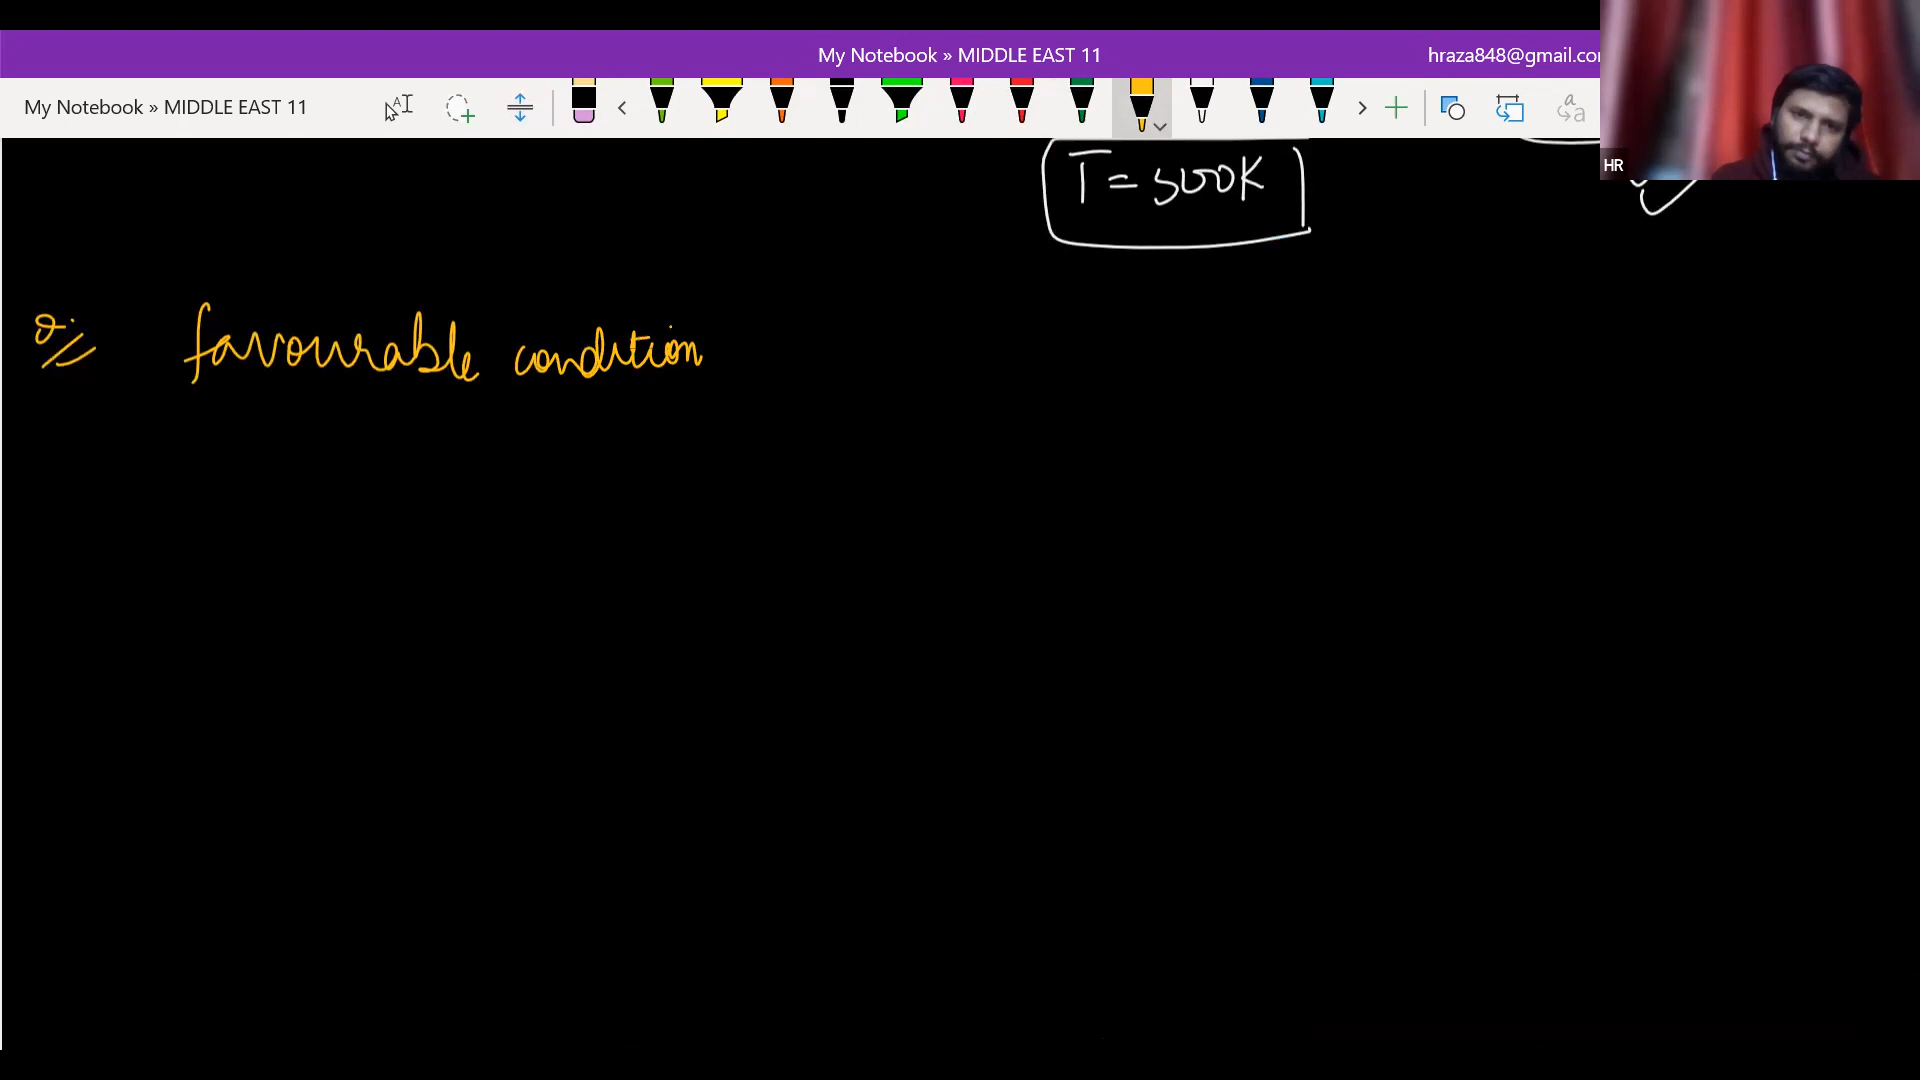 My Notebook » MIDDLE EAST 11
hraza848@gmail.co
My Notebook » MIDDLE EAST 11
HR
T = 500K
Q:
favourable condition